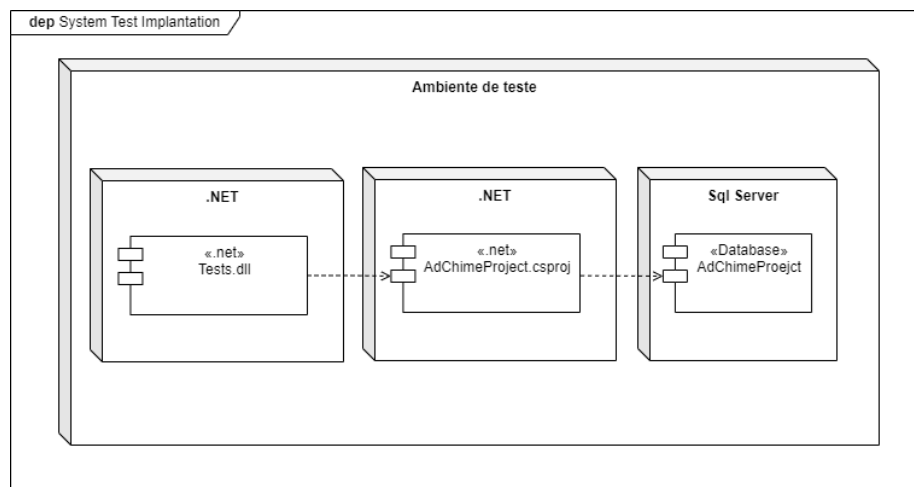 dep System Test Implantation
Ambiente de teste
.NET
«.net»
Tests.dll
.NET
«.net»
AdChimeProject.csproj
Sql Server
«Database»
AdChimeProejct